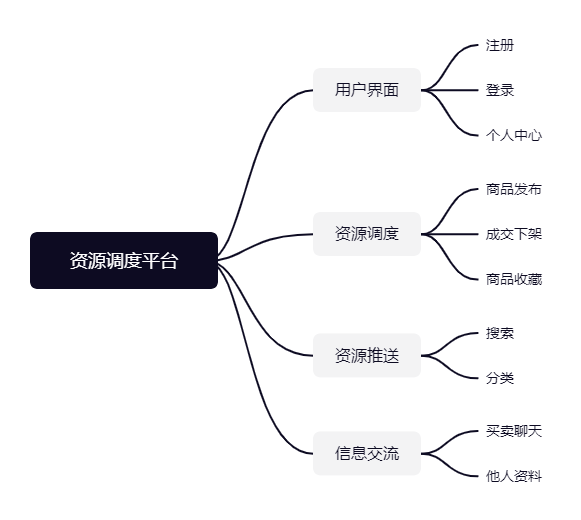 资源调度平台
用户界面
注册
登录
个人中心
资源调度
商品发布
成交下架
商品收藏
资源推送
搜索
分类
信息交流
买卖聊天
他人资料